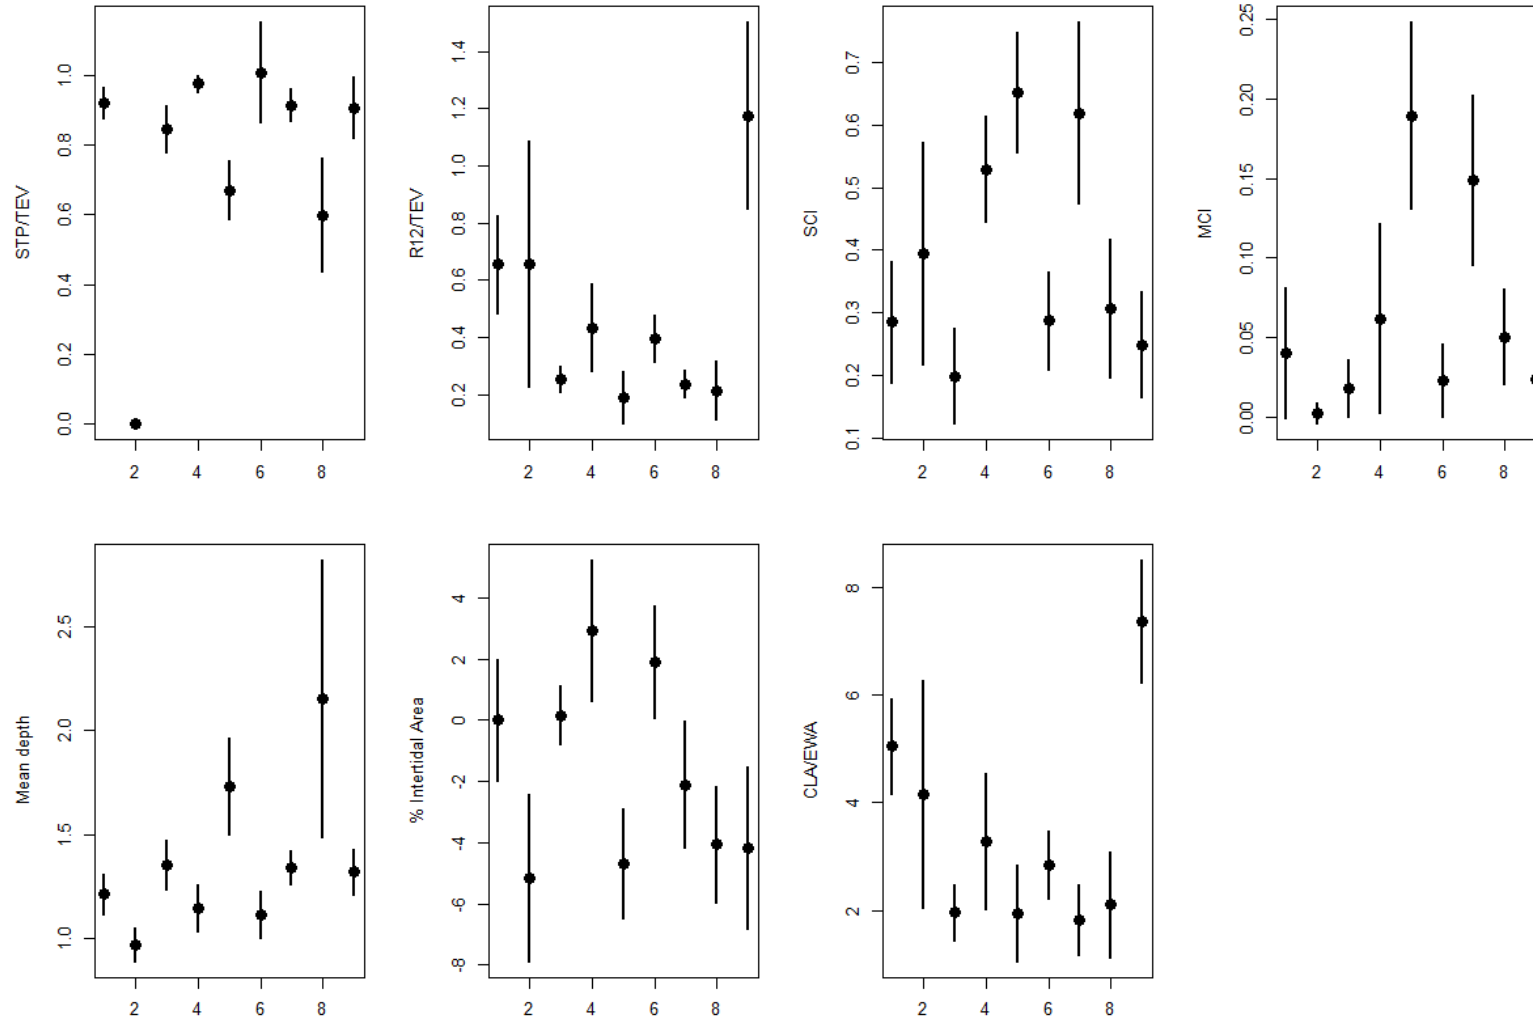 STP/TEV
0.0 0.2 0.4 0.6 0.8 1.0
2 4 6 8
R12/TEV
0.2 0.4 0.6 0.8 1.0 1.2 1.4
2 4 6 8
SCI
0.1 0.2 0.3 0.4 0.5 0.6 0.7
2 4 6 8
MCI
0.00 0.05 0.10 0.15 0.20 0.25
2 4 6 8
Mean depth
1.0 1.5 2.0 2.5
2 4 6 8
% Intertidal Area
-8 -6 -4 -2 0 2 4
2 4 6 8
CLA/EWA
2 4 6 8
2 4 6 8